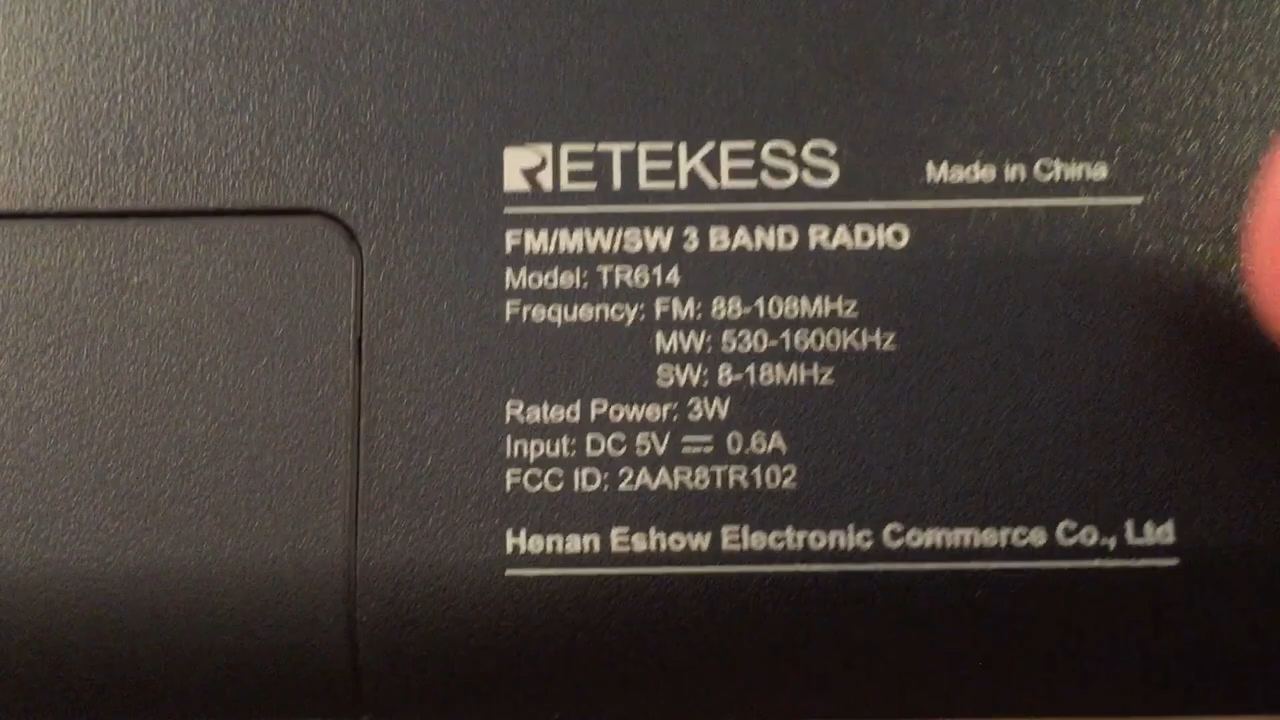 RETEKESS Made in China
FM/MW/SW 3 BAND RADIO
Model: TR614
Frequency: FM: 88-108MHz
MW: 530-1600KHz
SW: 8-18MHz
Rated Power: 3W
Input: DC 5V ⎓ 0.6A
FCC ID: 2AAR8TR102
Henan Eshow Electronic Commerce Co., Ltd